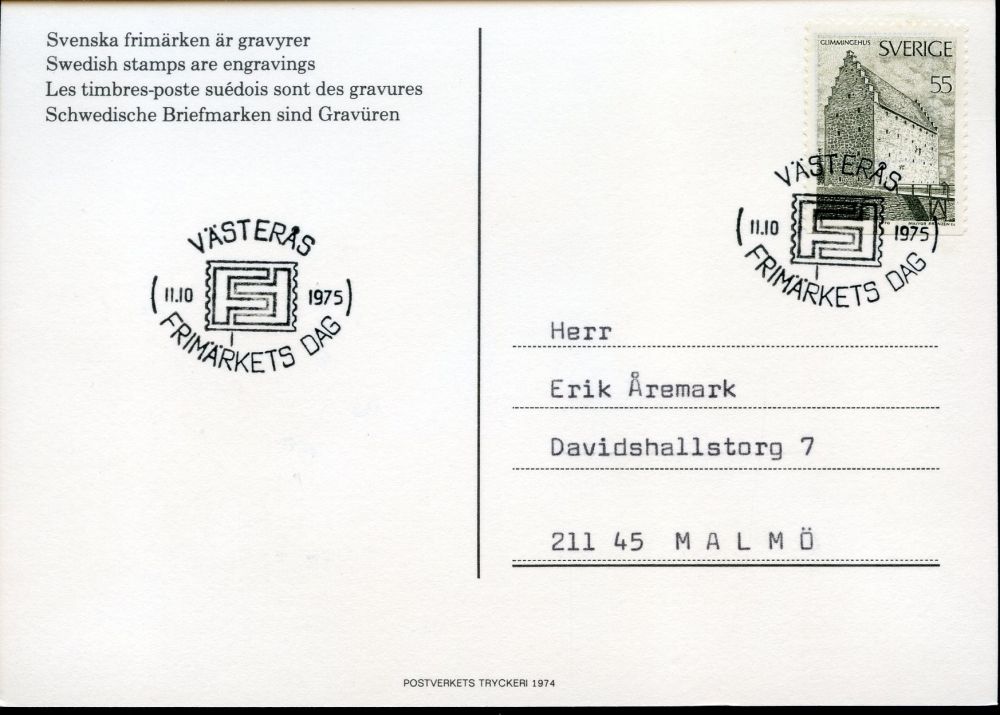 Svenska frimärken är gravyrer
Swedish stamps are engravings
Les timbres-poste suédois sont des gravures
Schwedische Briefmarken sind Gravüren
GLIMMINGEHUS
SVERIGE
55
VÄSTERÅS
11.10 1975
FRIMÄRKETS DAG
VÄSTERÅS
11.10 1975
FRIMÄRKETS DAG
Herr
Erik Åremark
Davidshallstorg 7
211 45 MALMÖ
POSTVERKETS TRYCKERI 1974